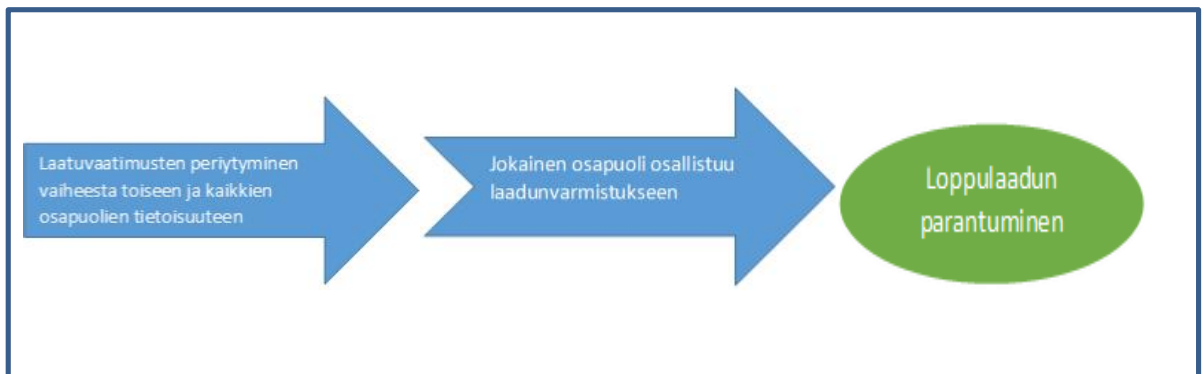 Laatuvaatimusten periytyminen
vaiheesta toiseen ja kaikkien
osapuolien tietoisuuteen
Jokainen osapuoli osallistuu
laadunvarmistukseen
Loppulaadun
parantuminen